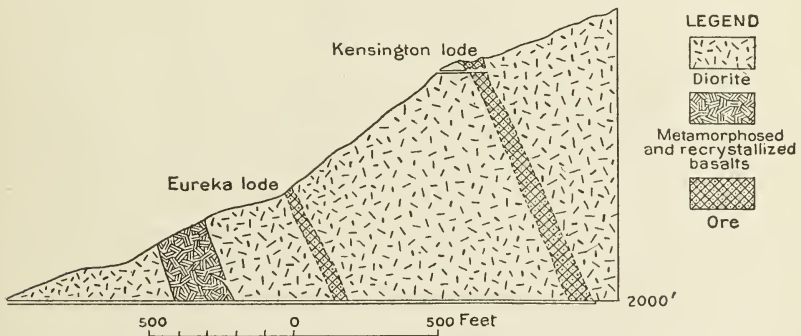 LEGEND
Kensington lode
Diorite
Metamorphosed
and recrystallized
basalts
Eureka lode
Ore
2000'
500 0 500 Feet